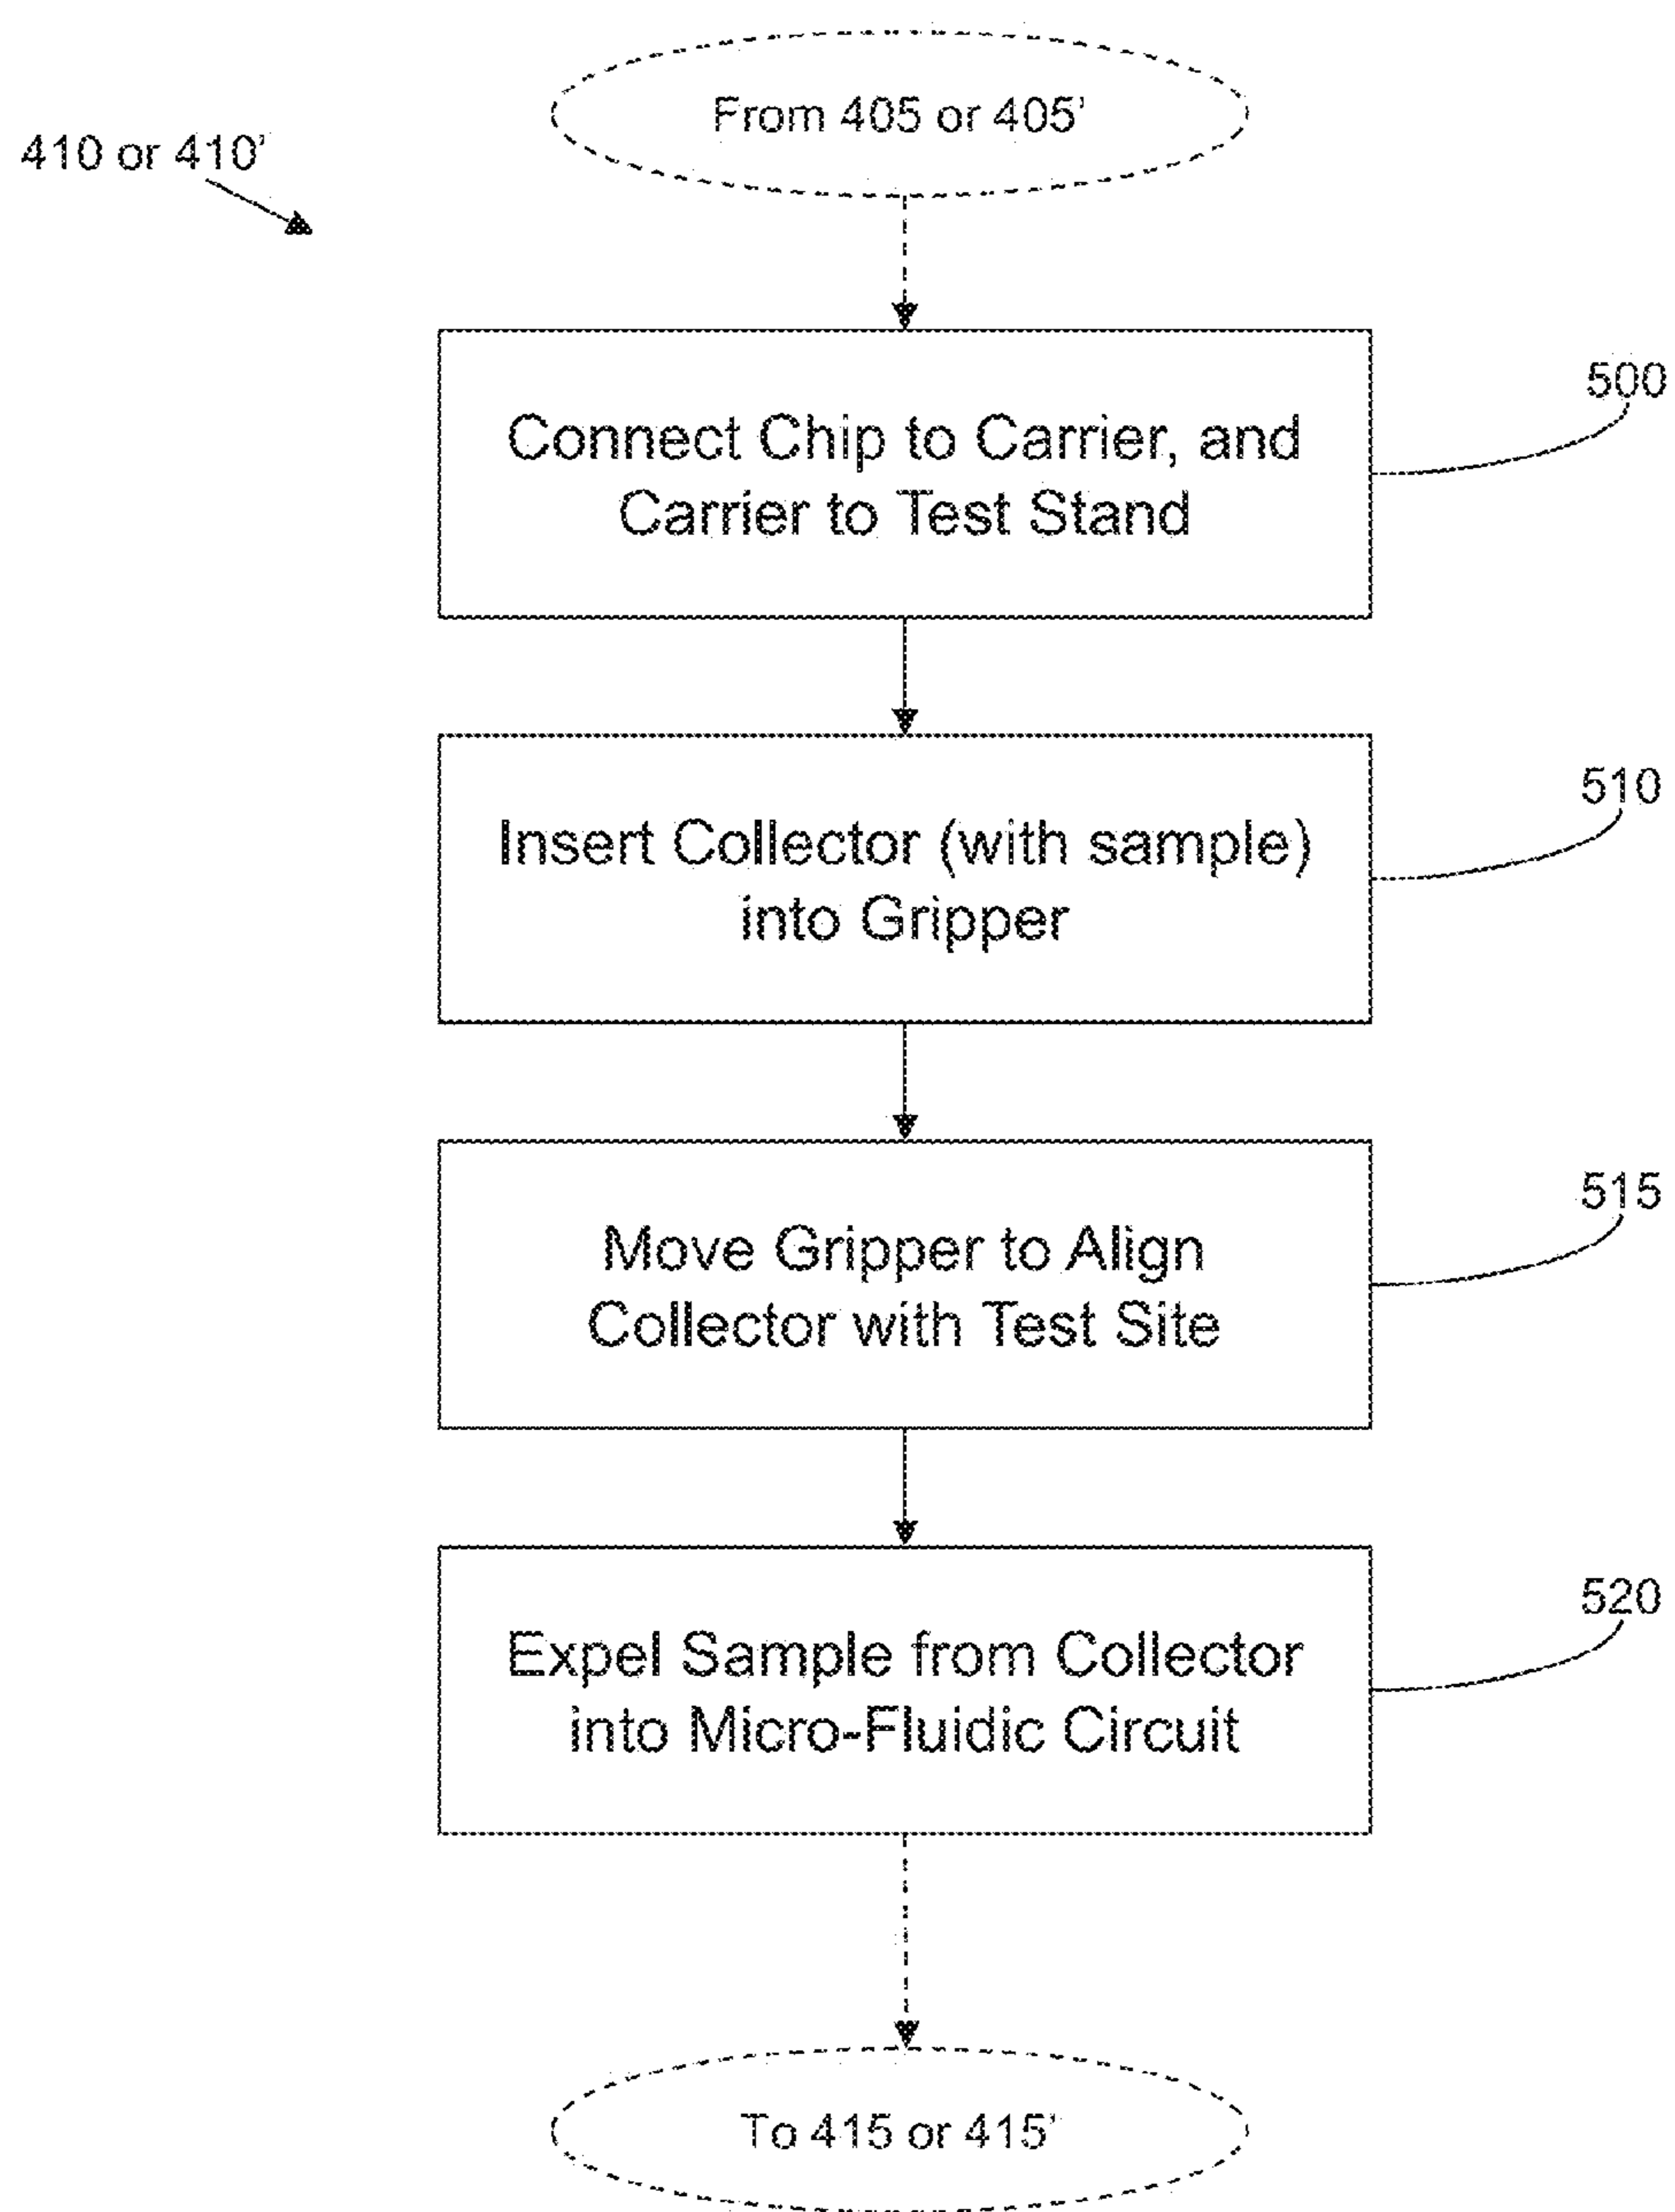 From 405 or 405'
410 or 410'
500
Connect Chip to Carrier, and
Carrier to Test Stand
510
Insert Collector (with sample)
into Gripper
515
Move Gripper to Align
Collector with Test Site
520
Expel Sample from Collector
into Micro-Fluidic Circuit
To 415 or 415'